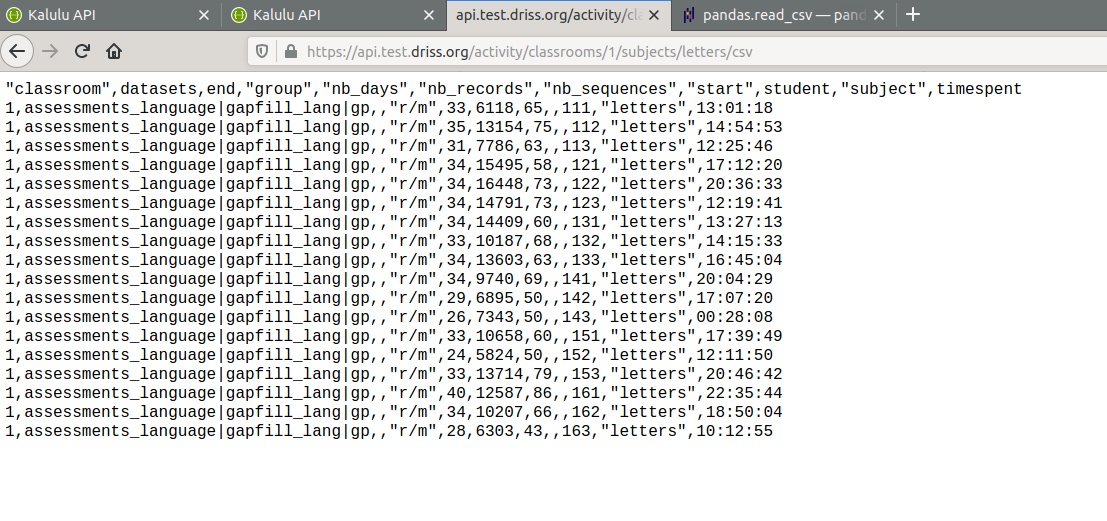 Kalulu API
Kalulu API
api.test.driss.org/activity/cla
pandas.read_csv — pand
https://api.test.driss.org/activity/classrooms/1/subjects/letters/csv
"classroom",datasets,end,"group","nb_days","nb_records","nb_sequences","start",student,"subject",timespent
1,assessments_language|gapfill_lang|gp,,"r/m",33,6118,65,,111,"letters",13:01:18
1,assessments_language|gapfill_lang|gp,,"r/m",35,13154,75,,112,"letters",14:54:53
1,assessments_language|gapfill_lang|gp,,"r/m",31,7786,63,,113,"letters",12:25:46
1,assessments_language|gapfill_lang|gp,,"r/m",34,15495,58,,121,"letters",17:12:20
1,assessments_language|gapfill_lang|gp,,"r/m",34,16448,73,,122,"letters",20:36:33
1,assessments_language|gapfill_lang|gp,,"r/m",34,14791,73,,123,"letters",12:19:41
1,assessments_language|gapfill_lang|gp,,"r/m",34,14409,60,,131,"letters",13:27:13
1,assessments_language|gapfill_lang|gp,,"r/m",33,10187,68,,132,"letters",14:15:33
1,assessments_language|gapfill_lang|gp,,"r/m",34,13603,63,,133,"letters",16:45:04
1,assessments_language|gapfill_lang|gp,,"r/m",34,9740,69,,141,"letters",20:04:29
1,assessments_language|gapfill_lang|gp,,"r/m",29,6895,50,,142,"letters",17:07:20
1,assessments_language|gapfill_lang|gp,,"r/m",26,7343,50,,143,"letters",00:28:08
1,assessments_language|gapfill_lang|gp,,"r/m",33,10658,60,,151,"letters",17:39:49
1,assessments_language|gapfill_lang|gp,,"r/m",24,5824,50,,152,"letters",12:11:50
1,assessments_language|gapfill_lang|gp,,"r/m",33,13714,79,,153,"letters",20:46:42
1,assessments_language|gapfill_lang|gp,,"r/m",40,12587,86,,161,"letters",22:35:44
1,assessments_language|gapfill_lang|gp,,"r/m",34,10207,66,,162,"letters",18:50:04
1,assessments_language|gapfill_lang|gp,,"r/m",28,6303,43,,163,"letters",10:12:55